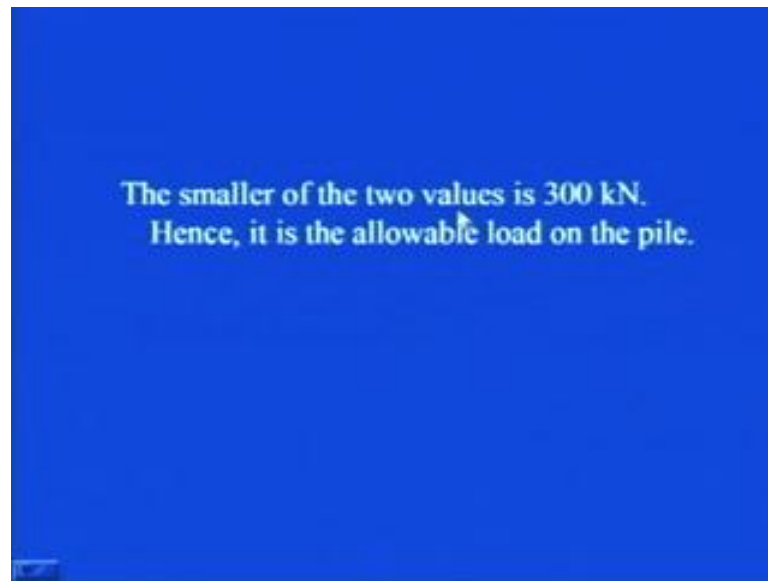 The smaller of the two values is 300 kN.
Hence, it is the allowable load on the pile.